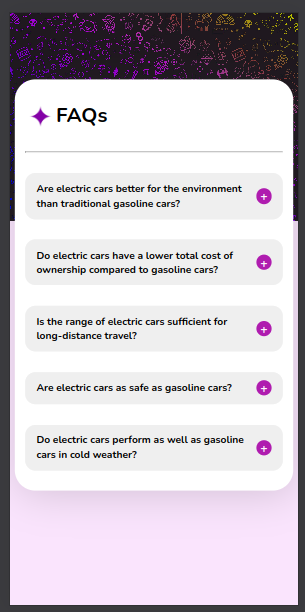 FAQs
Are electric cars better for the environment
than traditional gasoline cars?
Do electric cars have a lower total cost of
ownership compared to gasoline cars?
Is the range of electric cars sufficient for
long-distance travel?
Are electric cars as safe as gasoline cars?
Do electric cars perform as well as gasoline
cars in cold weather?